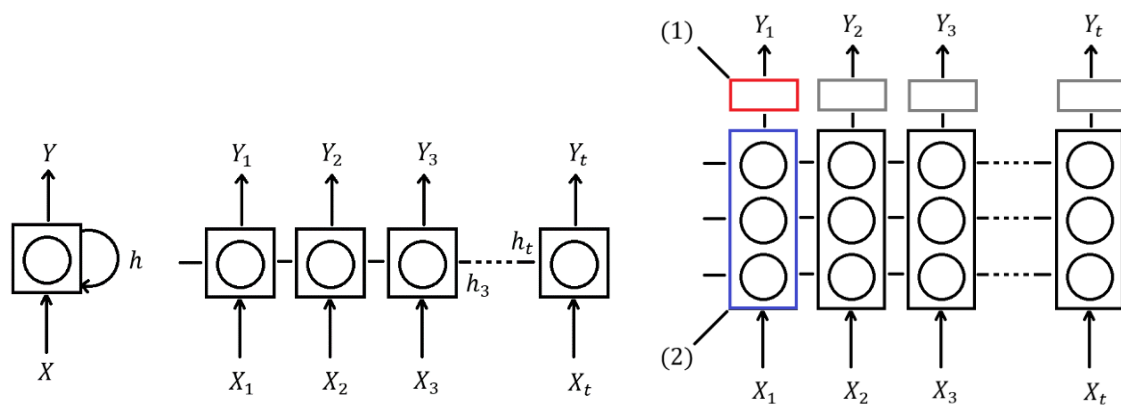 Y
h
X
Y₁ Y₂ Y₃ Yₜ
h₃ hₜ
X₁ X₂ X₃ Xₜ
(1)
Y₁ Y₂ Y₃ Yₜ
(2)
X₁ X₂ X₃ Xₜ